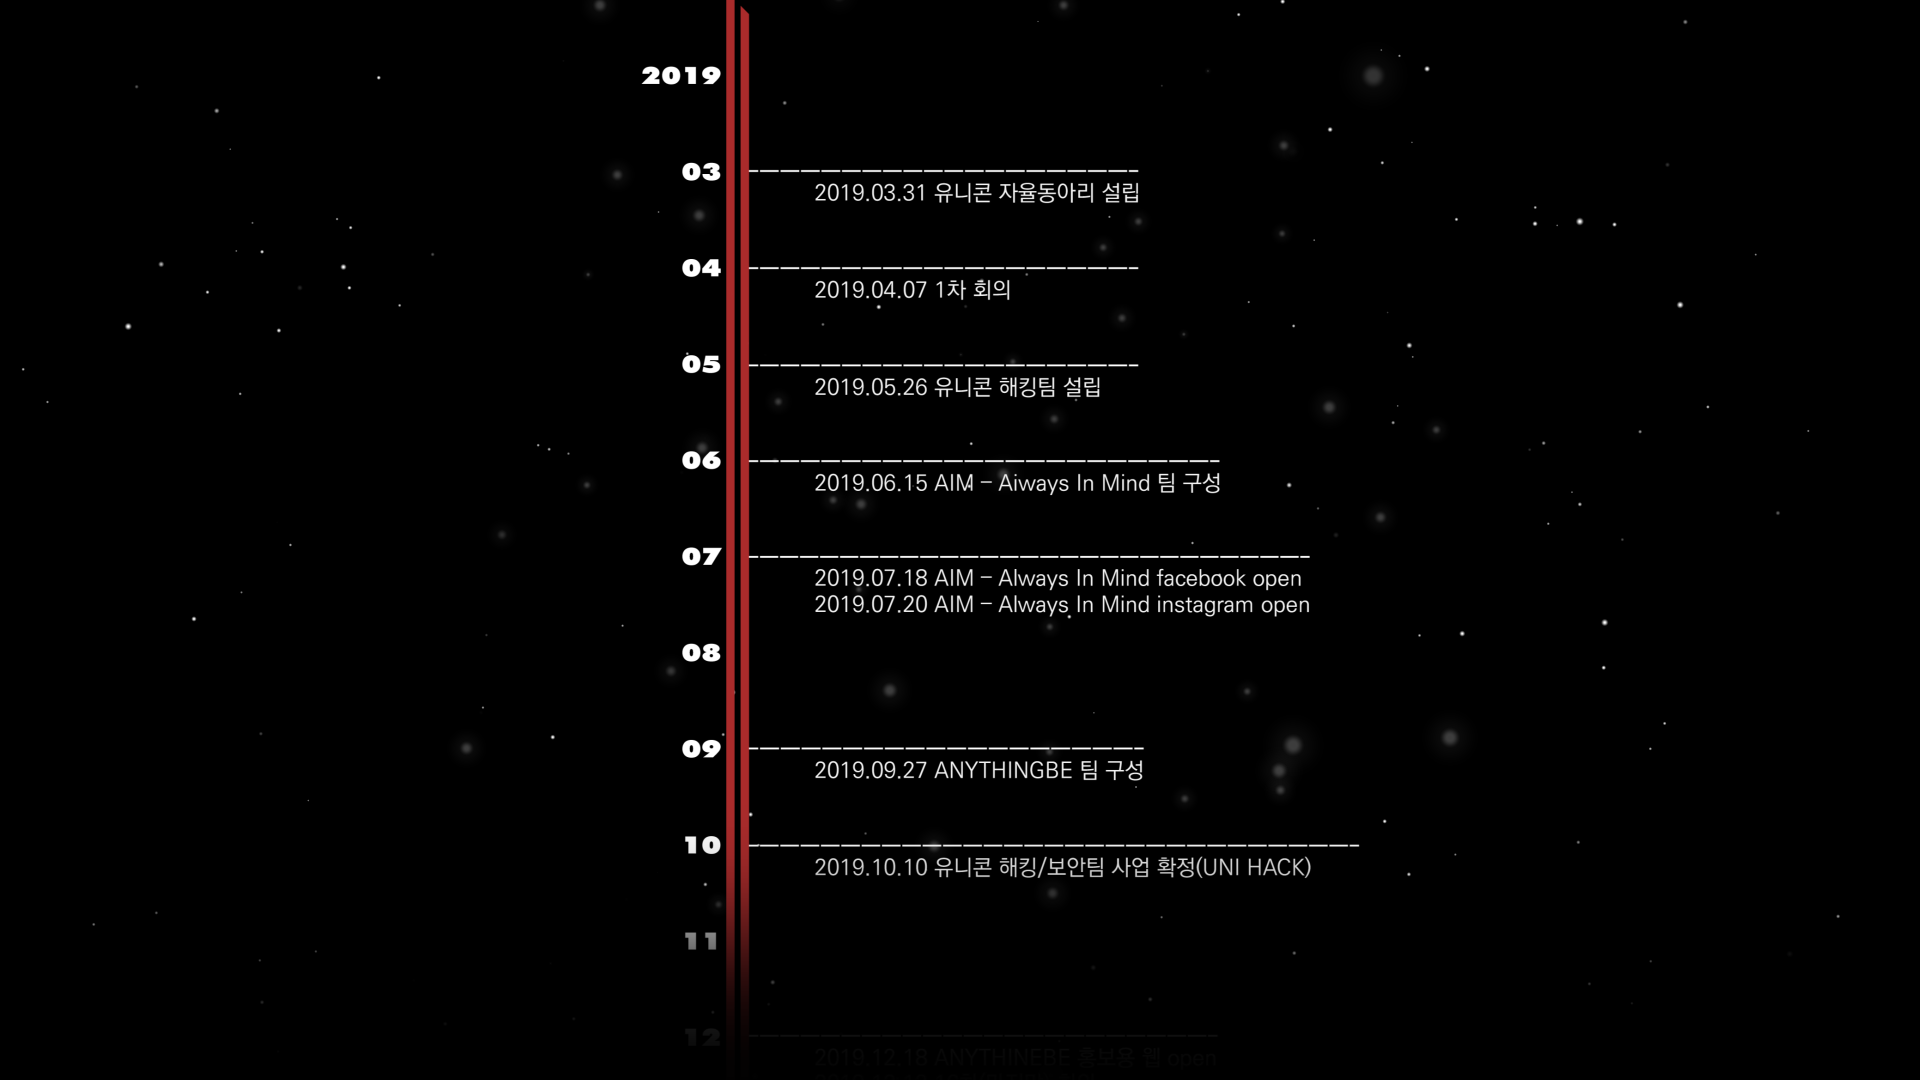 2019
03
2019.03.31 유니콘 자율동아리 설립
04
2019.04.07 1차 회의
05
2019.05.26 유니콘 해킹팀 설립
06
2019.06.15 AIM - Aiways In Mind 팀 구성
07
2019.07.18 AIM - Always In Mind facebook open
2019.07.20 AIM - Always In Mind instagram open
08
09
2019.09.27 ANYTHINGBE 팀 구성
10
2019.10.10 유니콘 해킹/보안팀 사업 확정(UNI HACK)
11
12
2019.12.18 ANYTHINEBE 홍보용 웹 open